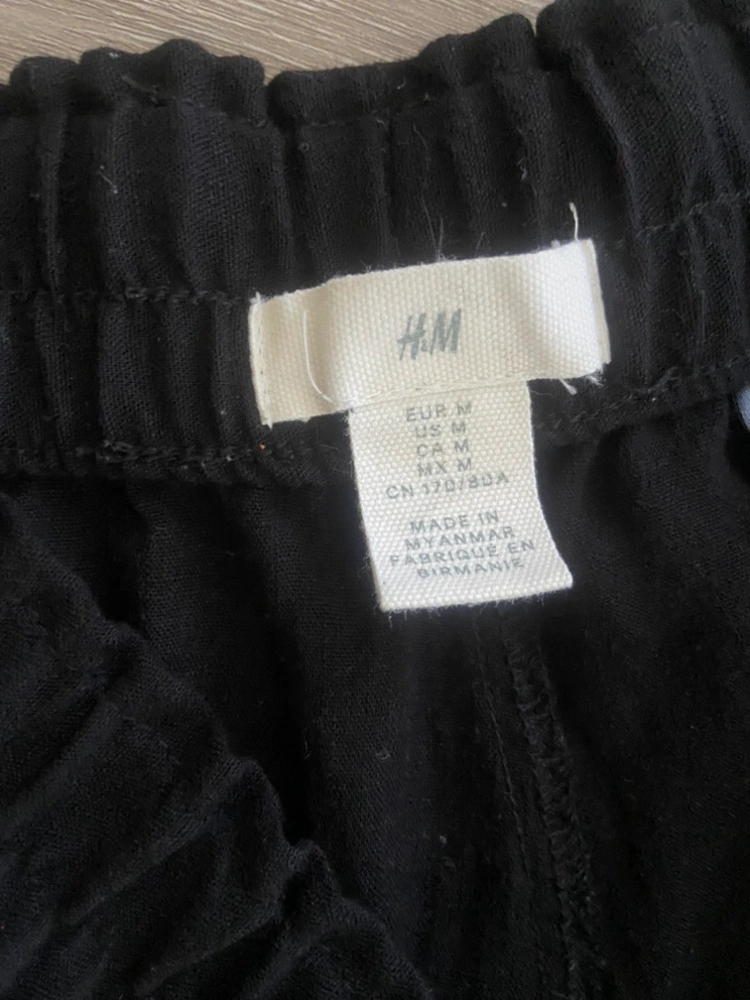 H&M
EUR M
US M
CA M
MX M
CN 170/80A
MADE IN
MYANMAR
FABRIQUÉ EN
BIRMANIE